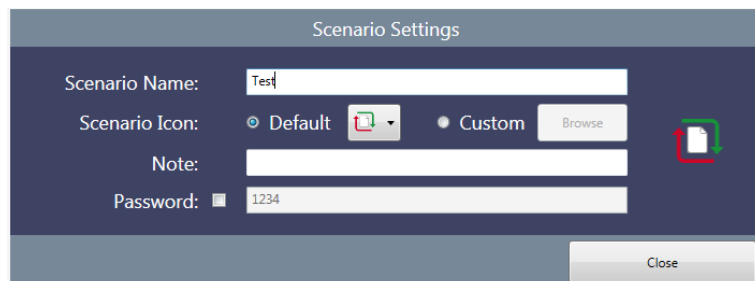 Scenario Settings
Scenario Name: Test
Scenario Icon: Default Custom Browse
Note:
Password: 1234
Close